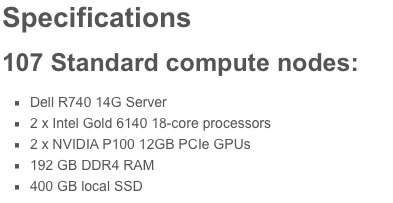 Specifications
107 Standard compute nodes:
Dell R740 14G Server
2 x Intel Gold 6140 18-core processors
2 x NVIDIA P100 12GB PCIe GPUs
192 GB DDR4 RAM
400 GB local SSD